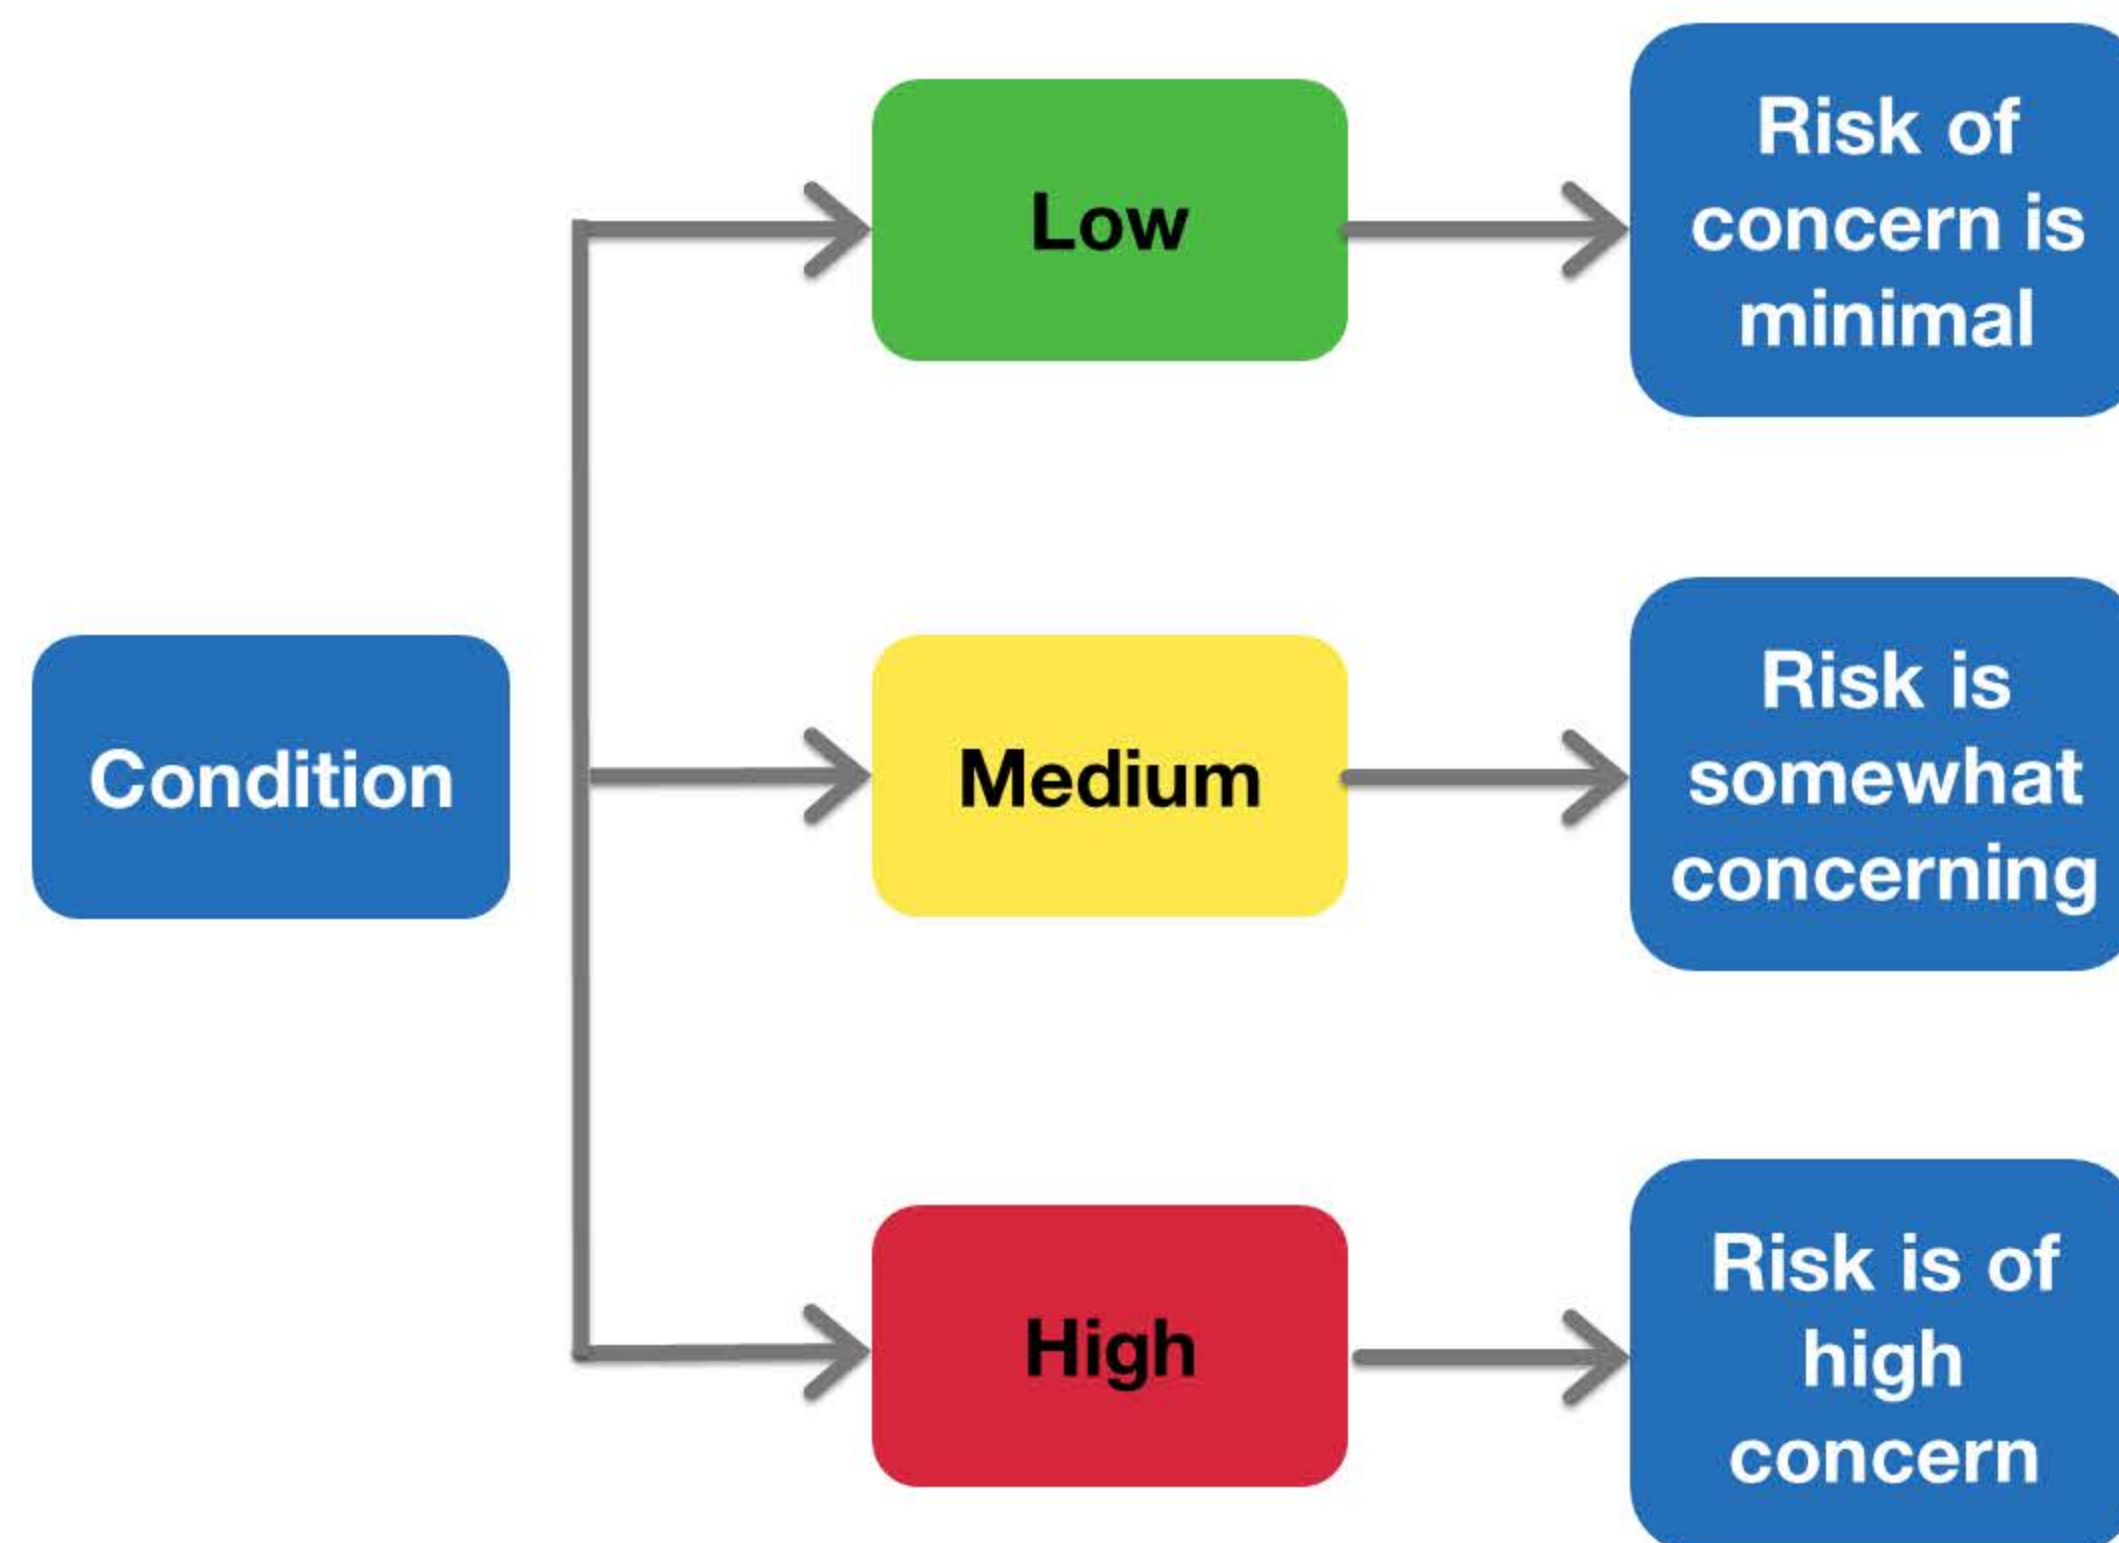 Condition
Low
Risk of
concern is
minimal
Medium
Risk is
somewhat
concerning
High
Risk is of
high
concern